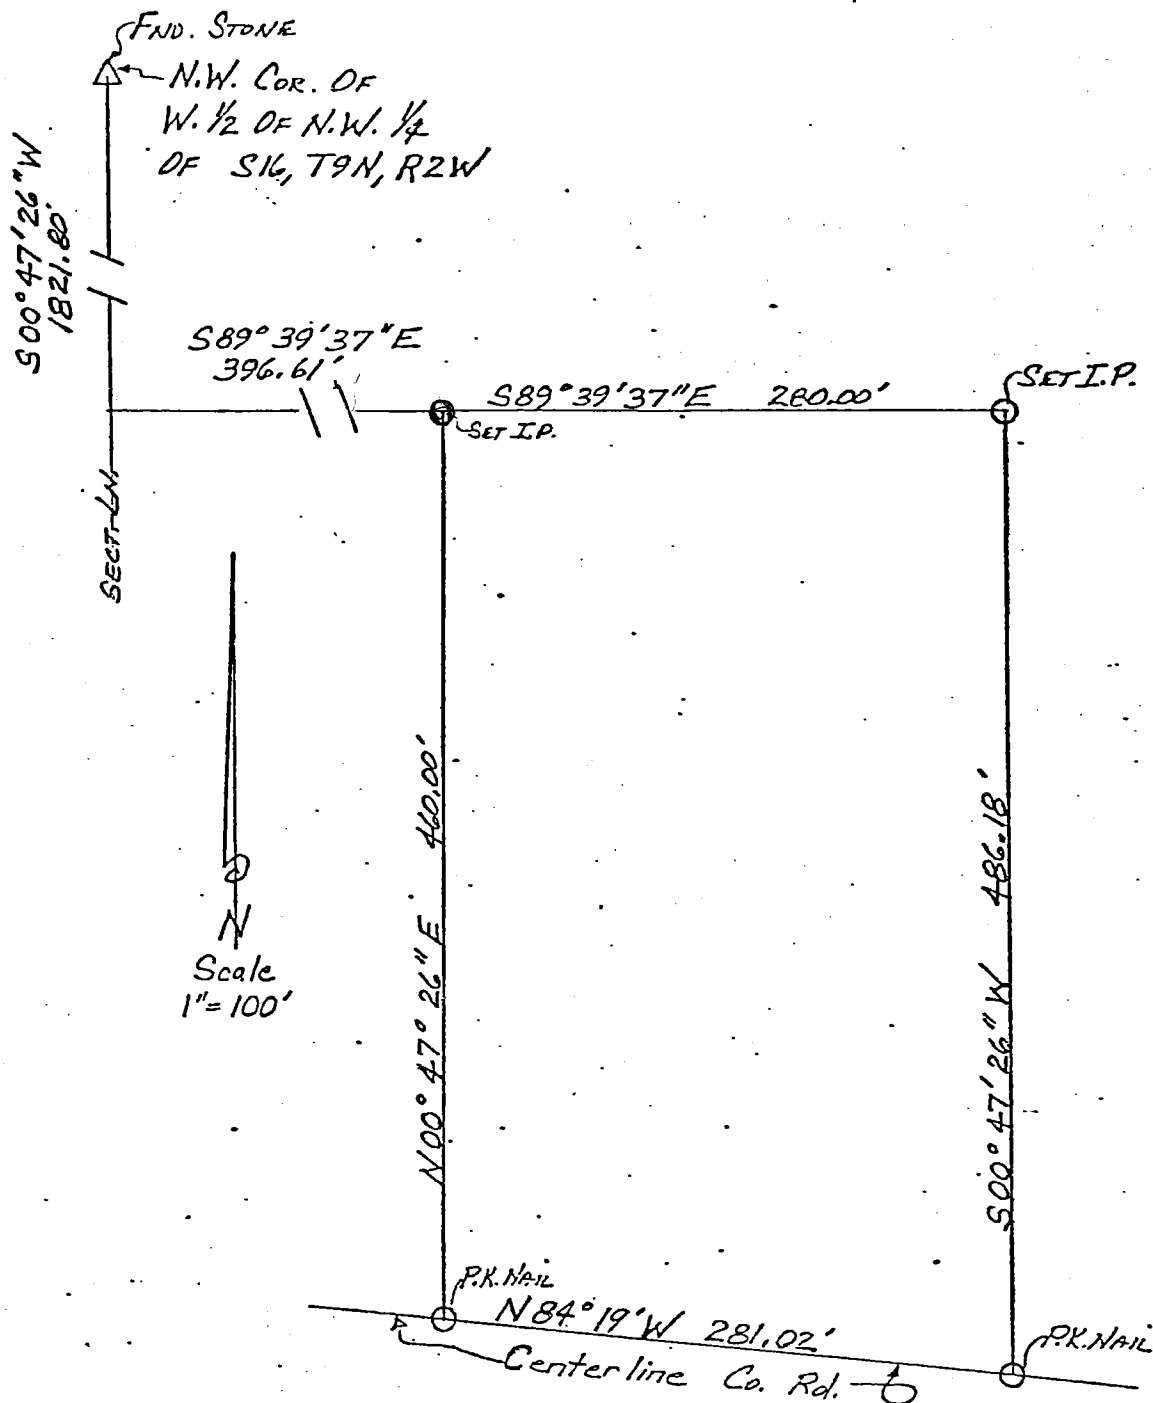 FND. STONE
N.W. COR. OF
W. 1/2 OF N.W. 1/4
OF S16, T9N, R2W
S00°47'26"W
1821.80'
S89°39'37"E
396.61'
S89°39'37"E 280.00'
SET I.P.
SET I.P.
SECT. LN.
N00°47°26"E 460.00'
S00°47'26"W 486.18'
N
Scale
1"=100'
P.K. NAIL
N84°19'W 281.02'
P.K. NAIL
Centerline Co. Rd.